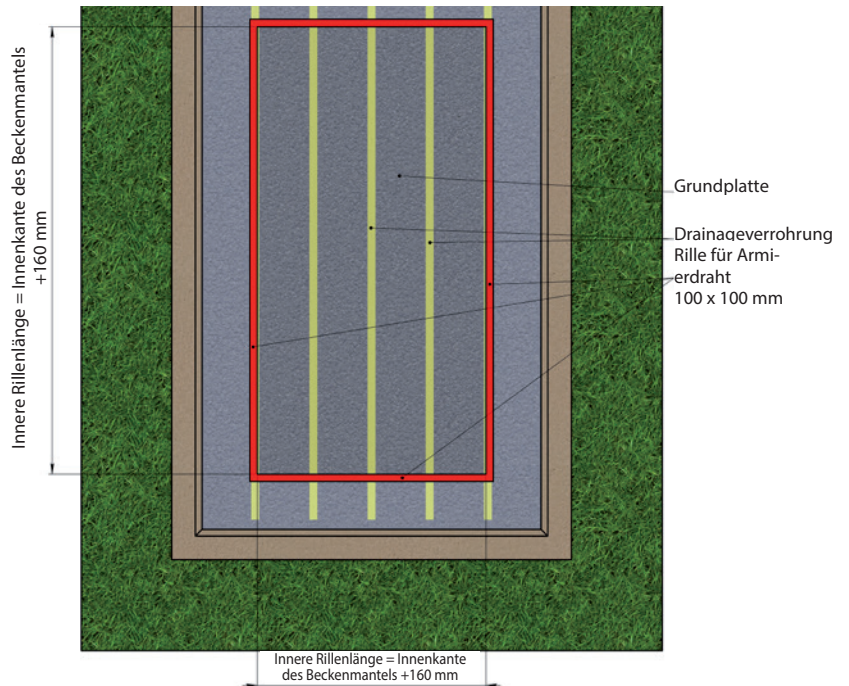 Innere Rillenlänge = Innenkante des Beckenmantels
+160 mm
Grundplatte
Drainageverrohrung
Rille für Armi-
erdraht
100 x 100 mm
Innere Rillenlänge = Innenkante
des Beckenmantels +160 mm